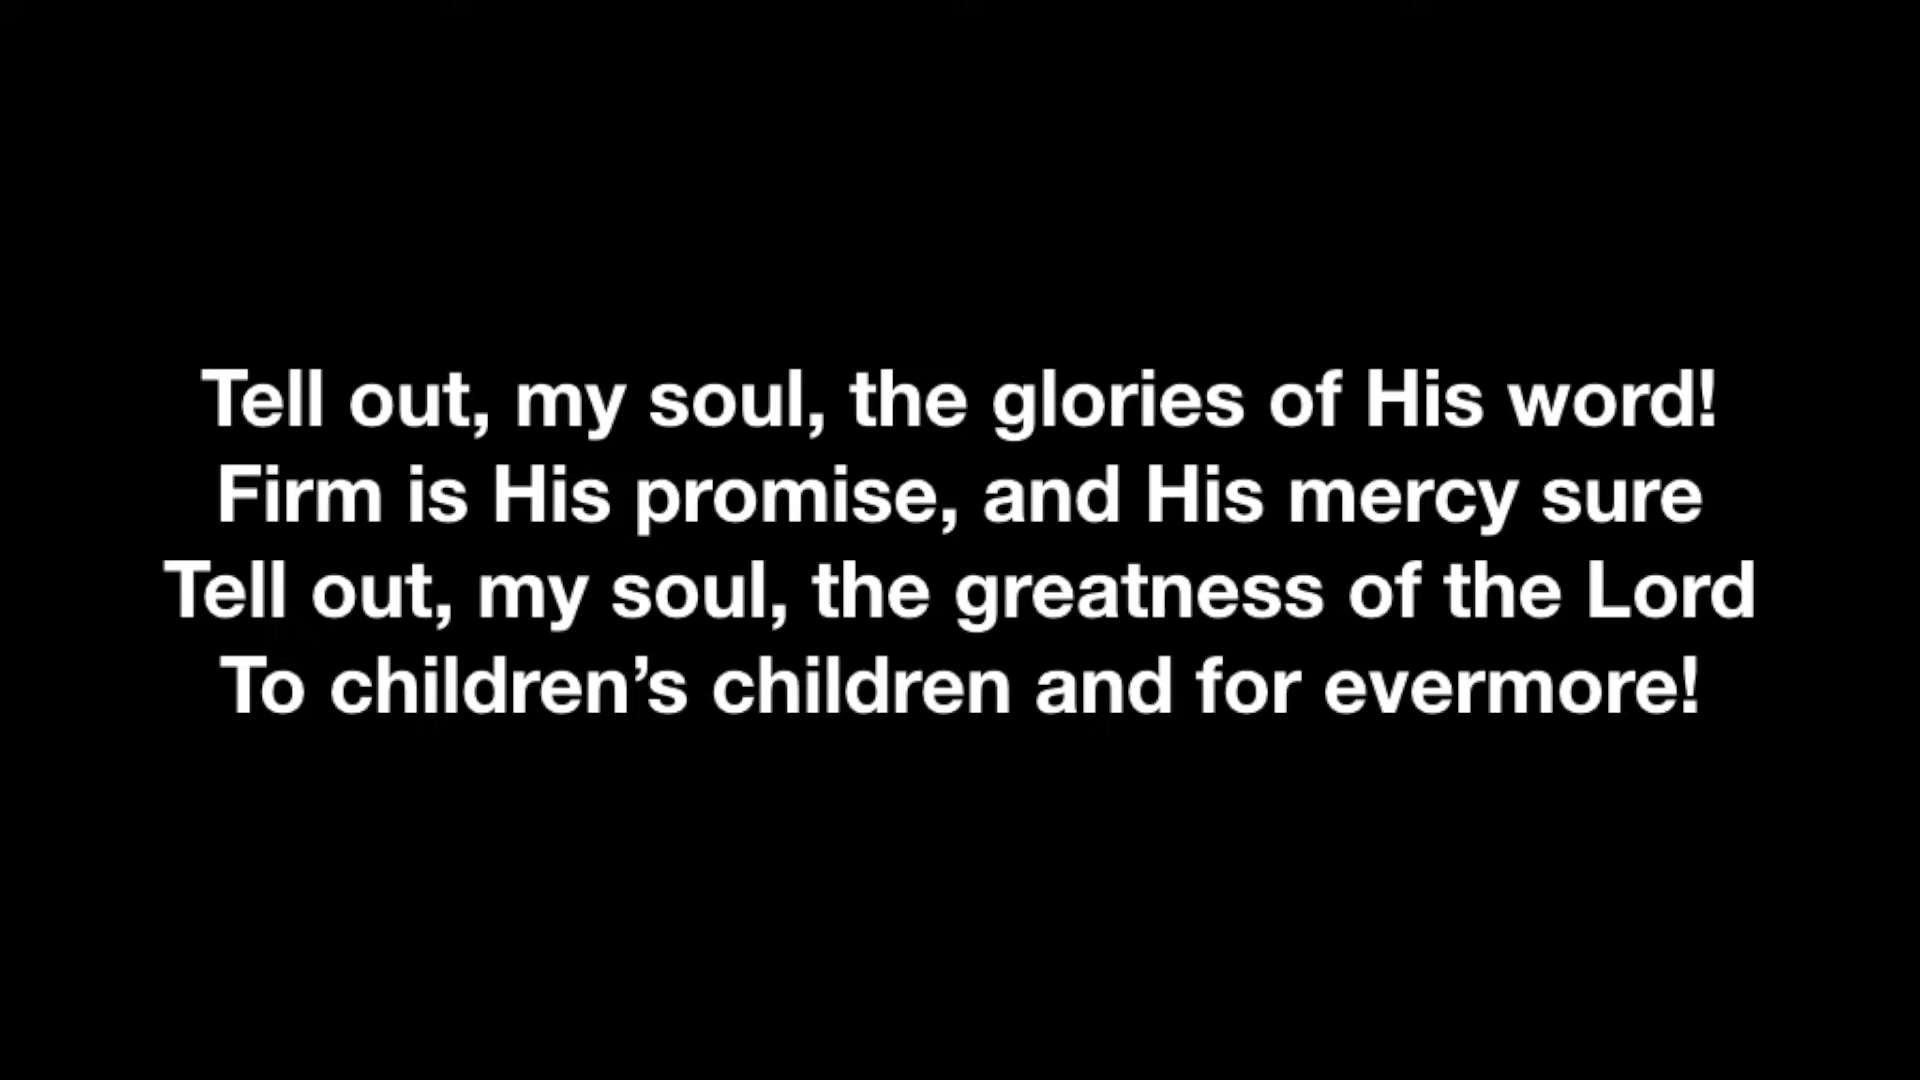 Tell out, my soul, the glories of His word!
Firm is His promise, and His mercy sure
Tell out, my soul, the greatness of the Lord
To children’s children and for evermore!